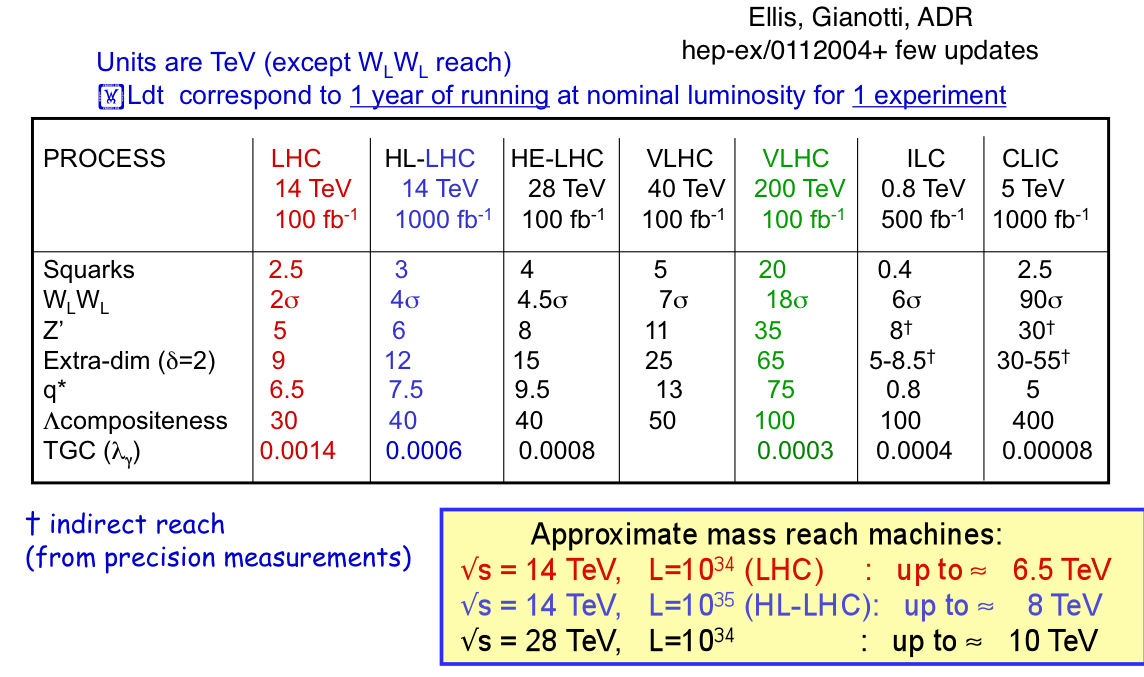 Ellis, Gianotti, ADR
hep-ex/0112004+ few updates
Units are TeV (except W_LW_L reach)
Ldt correspond to 1 year of running at nominal luminosity for 1 experiment
PROCESS LHC HL-LHC HE-LHC VLHC VLHC ILC CLIC
14 TeV 14 TeV 28 TeV 40 TeV 200 TeV 0.8 TeV 5 TeV
100 fb⁻¹ 1000 fb⁻¹ 100 fb⁻¹ 100 fb⁻¹ 100 fb⁻¹ 500 fb⁻¹ 1000 fb⁻¹
Squarks 2.5 3 4 5 20 0.4 2.5
W_LW_L 2σ 4σ 4.5σ 7σ 18σ 6σ 90σ
Z’ 5 6 8 11 35 8† 30†
Extra-dim (δ=2) 9 12 15 25 65 5-8.5† 30-55†
q* 6.5 7.5 9.5 13 75 0.8 5
Λcompositeness 30 40 40 50 100 100 400
TGC (λ_γ) 0.0014 0.0006 0.0008 0.0003 0.0004 0.00008
† indirect reach
(from precision measurements)
Approximate mass reach machines:
√s = 14 TeV, L=10³⁴ (LHC) : up to ≈ 6.5 TeV
√s = 14 TeV, L=10³⁵ (HL-LHC): up to ≈ 8 TeV
√s = 28 TeV, L=10³⁴ : up to ≈ 10 TeV